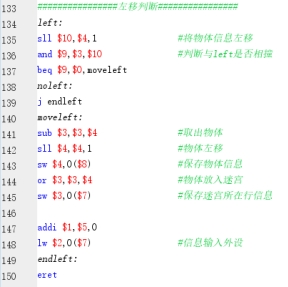 133 ################左移判断################
134 left:
135 sll $10,$4,1 #将物体信息左移
136 and $9,$3,$10 #判断与left是否相撞
137 beq $9,$0,moveleft
138 noleft:
139 j endleft
140 moveleft:
141 sub $3,$3,$4 #取出物体
142 sll $4,$4,1 #物体左移
143 sw $4,0($8) #保存物体信息
144 or $3,$3,$4 #物体放入迷宫
145 sw $3,0($7) #保存迷宫所在行信息
146
147 addi $1,$5,0
148 lw $2,0($7) #信息输入外设
149 endleft:
150 eret